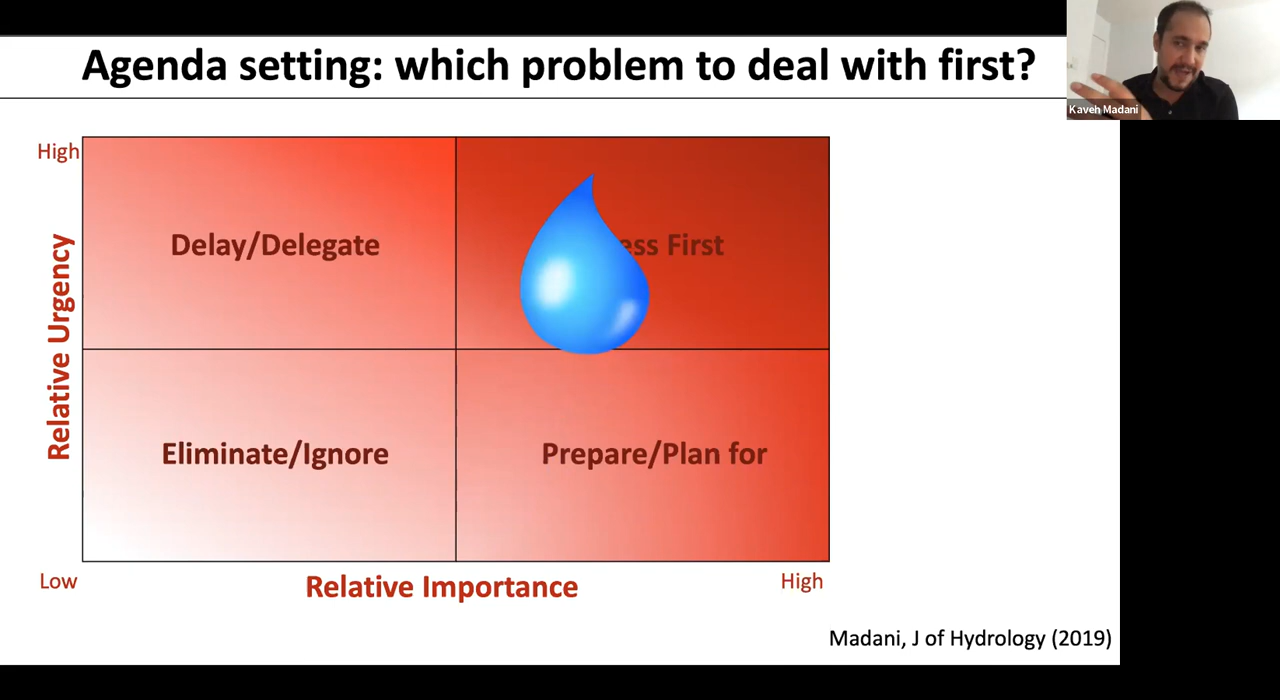 Agenda setting: which problem to deal with first?
Kaveh Madani
High
Delay/Delegate
ess First
Relative Urgency
Eliminate/Ignore
Prepare/Plan for
Low
Relative Importance
High
Madani, J of Hydrology (2019)